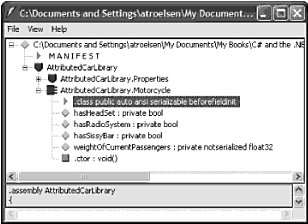 C:\Documents and Settings\atroelsen\My Document...
File View Help
C:\Documents and Settings\atroelsen\My Documents\My Books\C# and the .NE
MANIFEST
AttributedCarLibrary
AttributedCarLibrary.Properties
AttributedCarLibrary.Motorcycle
.class public auto ansi serializable beforefieldinit
hasHeadSet : private bool
hasRadioSystem : private bool
hasSissyBar : private bool
weightOfCurrentPassengers : private notserialized float32
.ctor : void()
.assembly AttributedCarLibrary
{